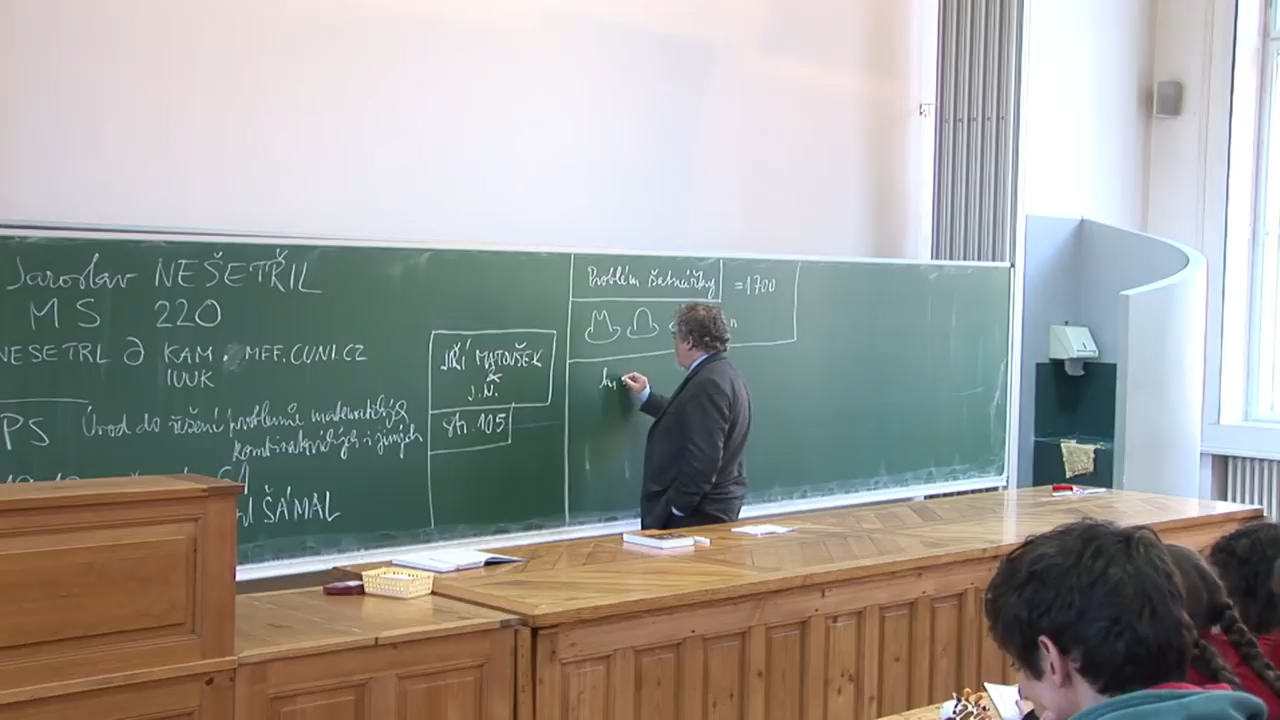 Jaroslav NEŠETŘIL
MS 220
NESETRL @ KAM. MFF.CUNI.CZ
IUUK
PS Úvod do řešení problémů matematických
kombinatorických i jiných
ŠÁMAL
JIŘÍ MATOUŠEK
&
J.N.
str. 105
Problém šatnářky
= 1700
n